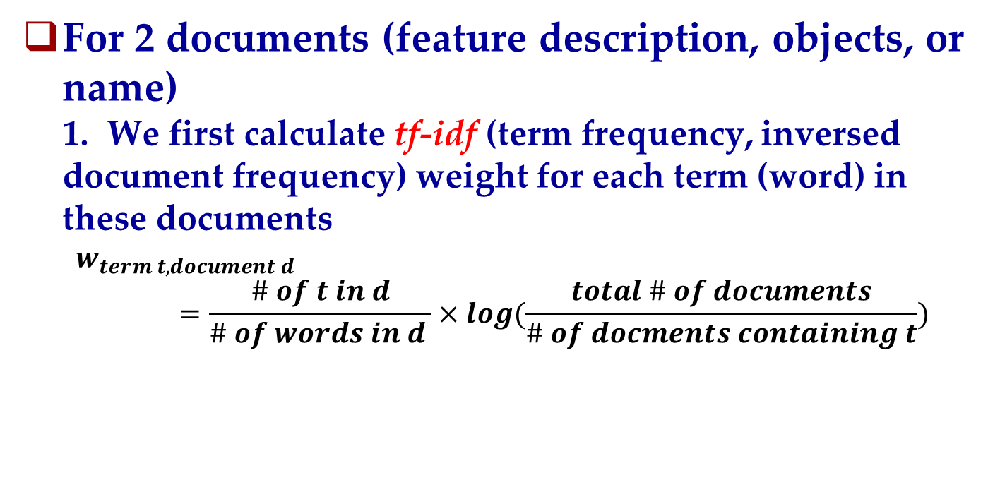 ❑For 2 documents (feature description, objects, or
name)
1. We first calculate tf-idf (term frequency, inversed
document frequency) weight for each term (word) in
these documents
w_{term t,document d}
= \frac{# of t in d}{# of words in d} × log(\frac{total # of documents}{# of docments containing t})